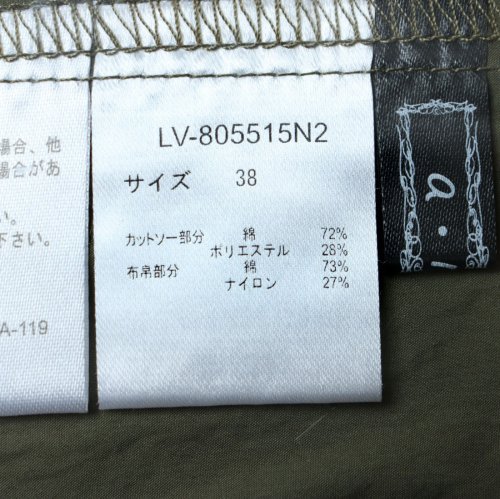 場合、他
場合があ
い。
下さい。
A-119
LV-805515N2
サイズ 38
カットソー部分 綿 72%
ポリエステル 28%
布帛部分 綿 73%
ナイロン 27%
a